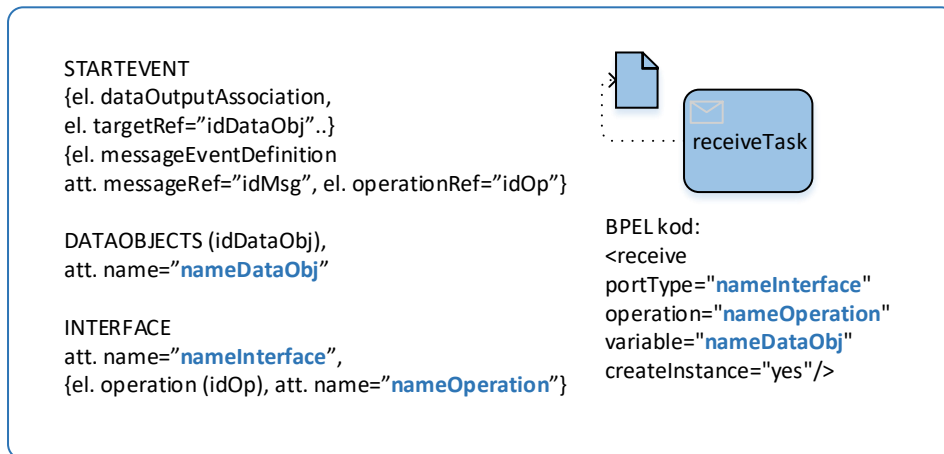 STARTEVENT
{el. dataOutputAssociation,
el. targetRef=”idDataObj”..}
{el. messageEventDefinition
att. messageRef=”idMsg”, el. operationRef=”idOp”}
DATAOBJECTS (idDataObj),
att. name=”nameDataObj”
INTERFACE
att. name=”nameInterface”,
{el. operation (idOp), att. name=”nameOperation”}
receiveTask
BPEL kod:
<receive
portType="nameInterface"
operation="nameOperation"
variable="nameDataObj"
createInstance="yes"/>